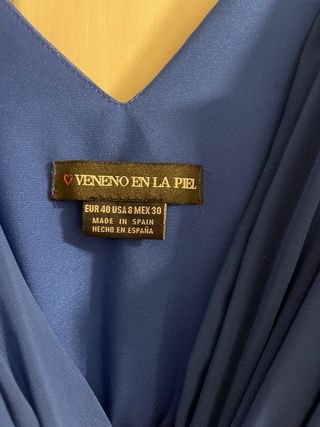 VENENO EN LA PIEL
EUR 40 USA 8 MEX 30
MADE IN SPAIN
HECHO EN ESPAÑA